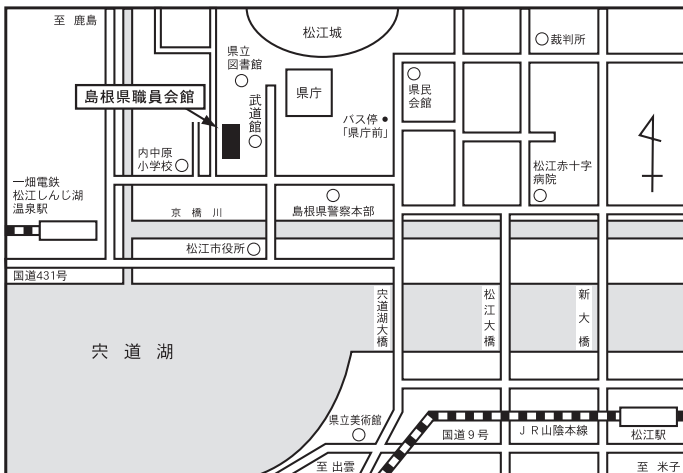 至 鹿島
松江城
裁判所
県立
図書館
県庁
県民
会館
島根県職員会館
武道館
バス停
「県庁前」
内中原
小学校
松江赤十字
病院
一畑電鉄
松江しんじ湖
温泉駅
京橋川
島根県警察本部
松江市役所
国道431号
宍道湖大橋
松江大橋
新大橋
宍道湖
県立美術館
国道9号
JR山陰本線
松江駅
至 出雲
至 米子